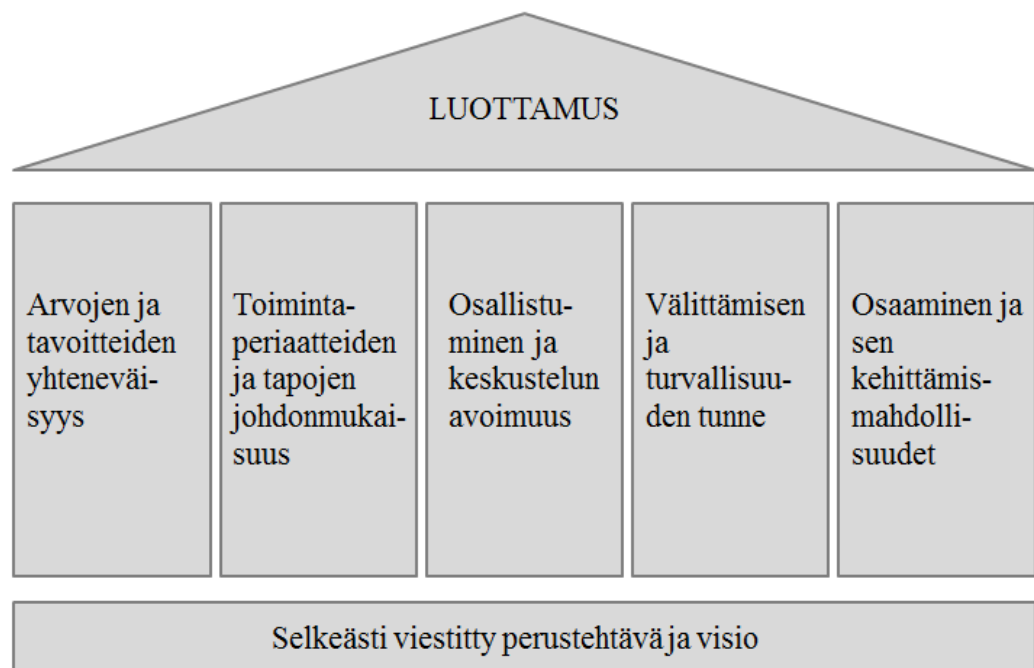 LUOTTAMUS
Arvojen ja
tavoitteiden
yhteneväi-
syys
Toiminta-
periaatteiden
ja tapojen
johdonmukai-
suus
Osallistu-
minen ja
keskustelun
avoimuus
Välittämisen
ja
turvallisuu-
den tunne
Osaaminen ja
sen
kehittämis-
mahdolli-
suudet
Selkeästi viestitty perustehtävä ja visio